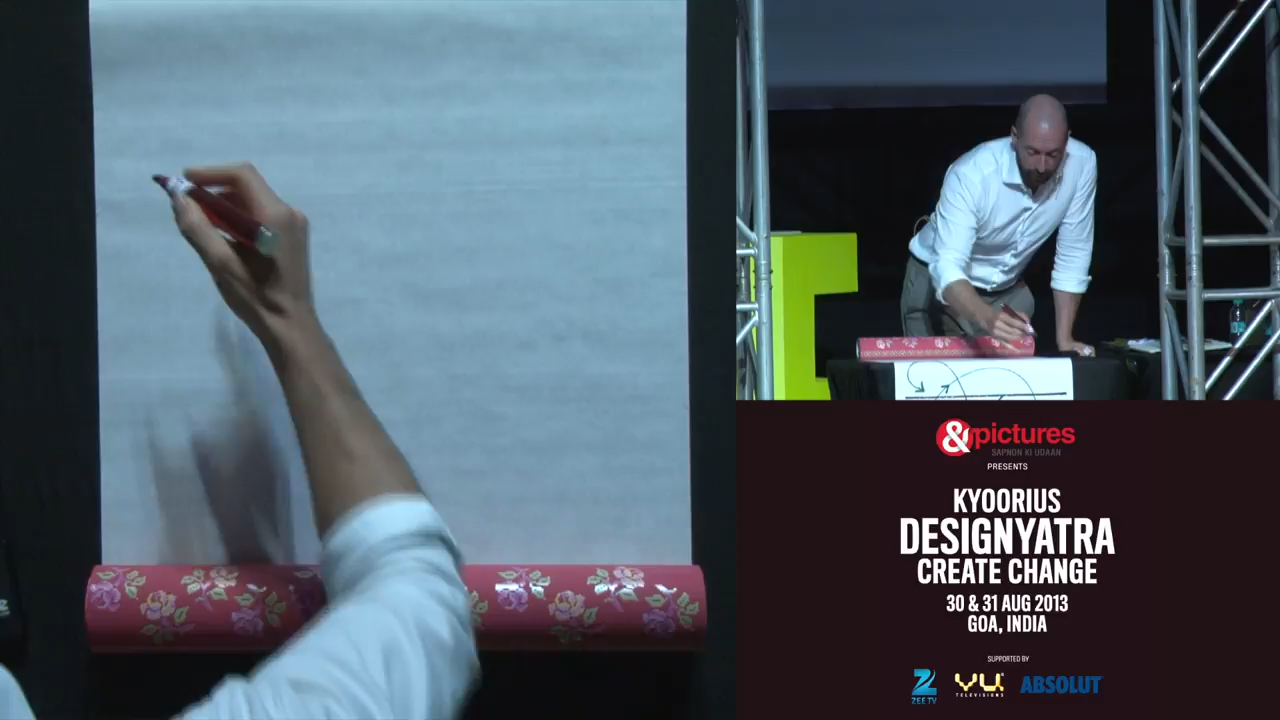 &pictures
SAPNON KI UDAAN
PRESENTS
KYOORIUS
DESIGNYATRA
CREATE CHANGE
30 & 31 AUG 2013
GOA, INDIA
SUPPORTED BY
Z
ZEE TV
VU
TELEVISIONS
ABSOLUT
E